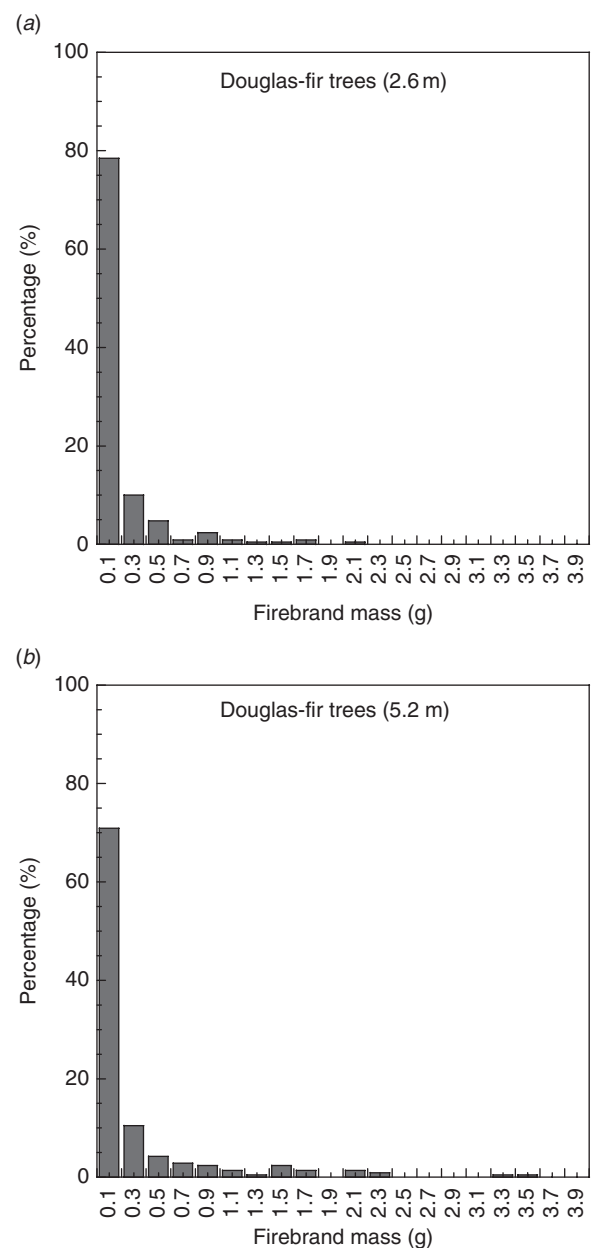 (a)
100
Douglas-fir trees (2.6 m)
80
60
40
20
0
Percentage (%)
0.1 0.3 0.5 0.7 0.9 1.1 1.3 1.5 1.7 1.9 2.1 2.3 2.5 2.7 2.9 3.1 3.3 3.5 3.7 3.9
Firebrand mass (g)
(b)
100
Douglas-fir trees (5.2 m)
80
60
40
20
0
Percentage (%)
0.1 0.3 0.5 0.7 0.9 1.1 1.3 1.5 1.7 1.9 2.1 2.3 2.5 2.7 2.9 3.1 3.3 3.5 3.7 3.9
Firebrand mass (g)